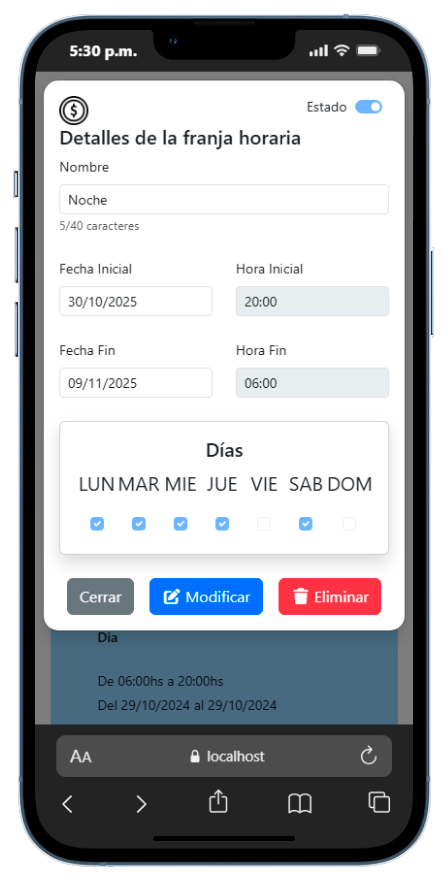 5:30 p.m.
$
Estado
Detalles de la franja horaria
Nombre
Noche
5/40 caracteres
Fecha Inicial Hora Inicial
30/10/2025 20:00
Fecha Fin Hora Fin
09/11/2025 06:00
Días
LUN MAR MIE JUE VIE SAB DOM
Cerrar Modificar Eliminar
Dia
De 06:00hs a 20:00hs
Del 29/10/2024 al 29/10/2024
AA localhost